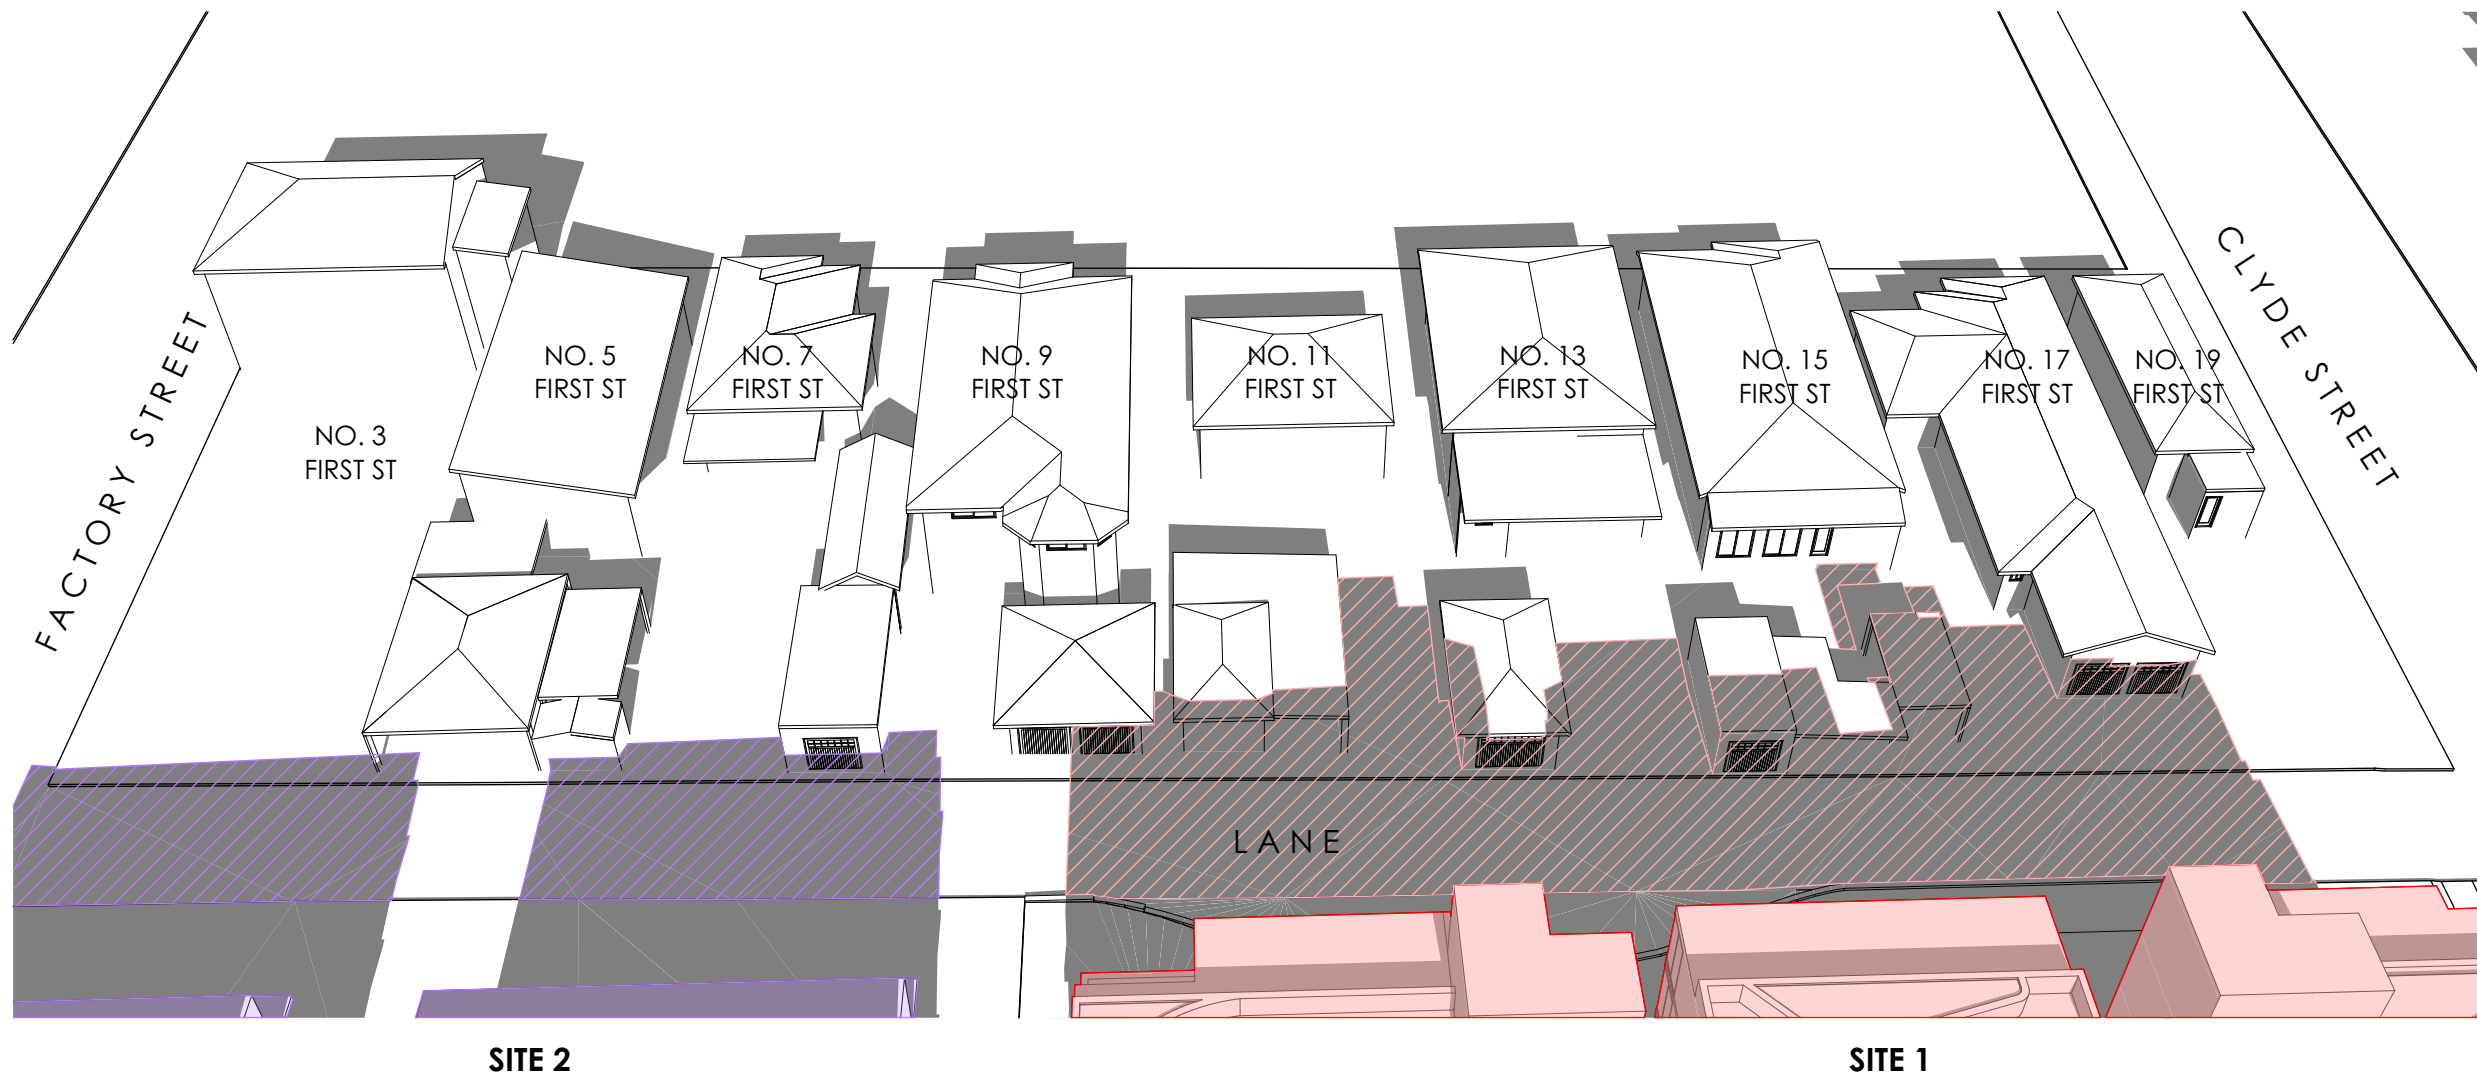 FACTORY STREET
NO. 3
FIRST ST
NO. 5
FIRST ST
NO. 7
FIRST ST
NO. 9
FIRST ST
NO. 11
FIRST ST
NO. 13
FIRST ST
NO. 15
FIRST ST
NO. 17
FIRST ST
NO. 19
FIRST ST
CLYDE STREET
LANE
SITE 2
SITE 1